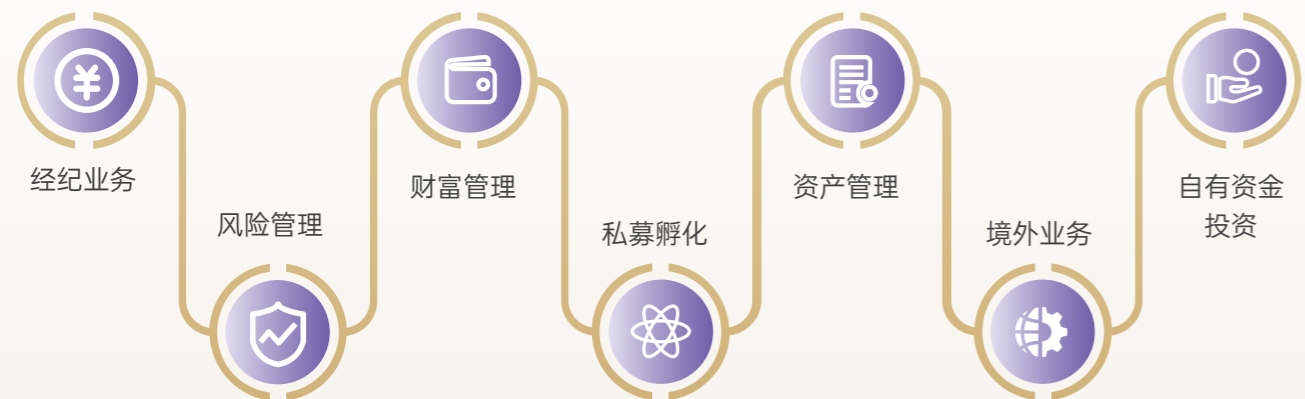 经纪业务
风险管理
财富管理
私募孵化
资产管理
境外业务
自有资金
投资